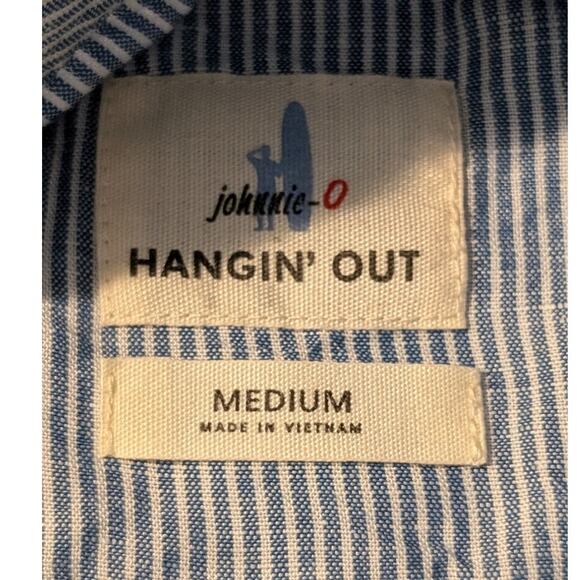 johnnie-O
HANGIN' OUT
MEDIUM
MADE IN VIETNAM